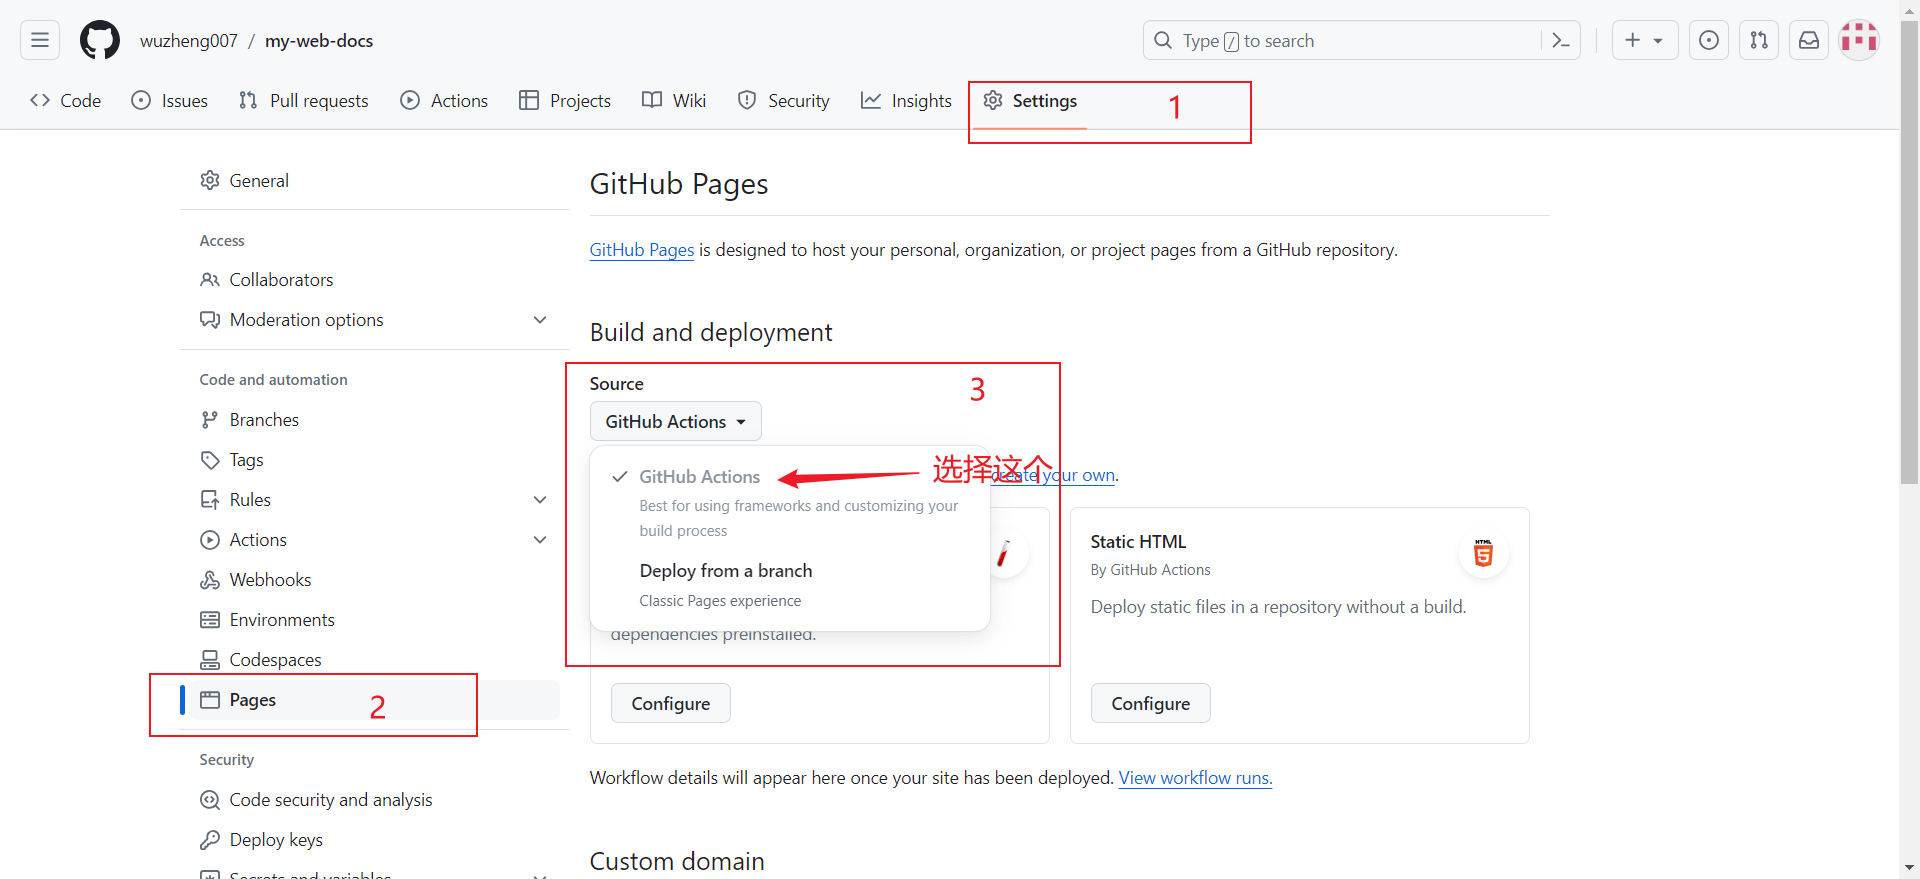 wuzheng007 / my-web-docs
Type / to search
Code
Issues
Pull requests
Actions
Projects
Wiki
Security
Insights
Settings
1
General
Access
Collaborators
Moderation options
Code and automation
Branches
Tags
Rules
Actions
Webhooks
Environments
Codespaces
Pages
2
Security
Code security and analysis
Deploy keys
Secrets and variables
GitHub Pages
GitHub Pages is designed to host your personal, organization, or project pages from a GitHub repository.
Build and deployment
Source
3
GitHub Actions
GitHub Actions
选择这个
create your own.
Best for using frameworks and customizing your
build process
Deploy from a branch
Classic Pages experience
dependencies preinstalled.
Configure
Static HTML
By GitHub Actions
HTML
Deploy static files in a repository without a build.
Configure
Workflow details will appear here once your site has been deployed. View workflow runs.
Custom domain